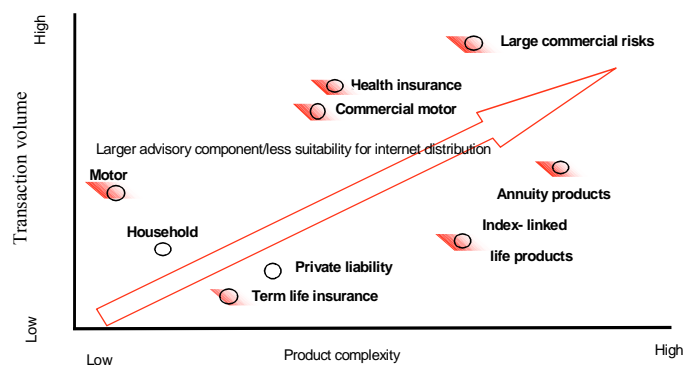 High
Large commercial risks
Health insurance
Commercial motor
Larger advisory component/less suitability for internet distribution
Motor
Annuity products
Transaction volume
Household
Index- linked
life products
Private liability
Term life insurance
Low
Low
Product complexity
High